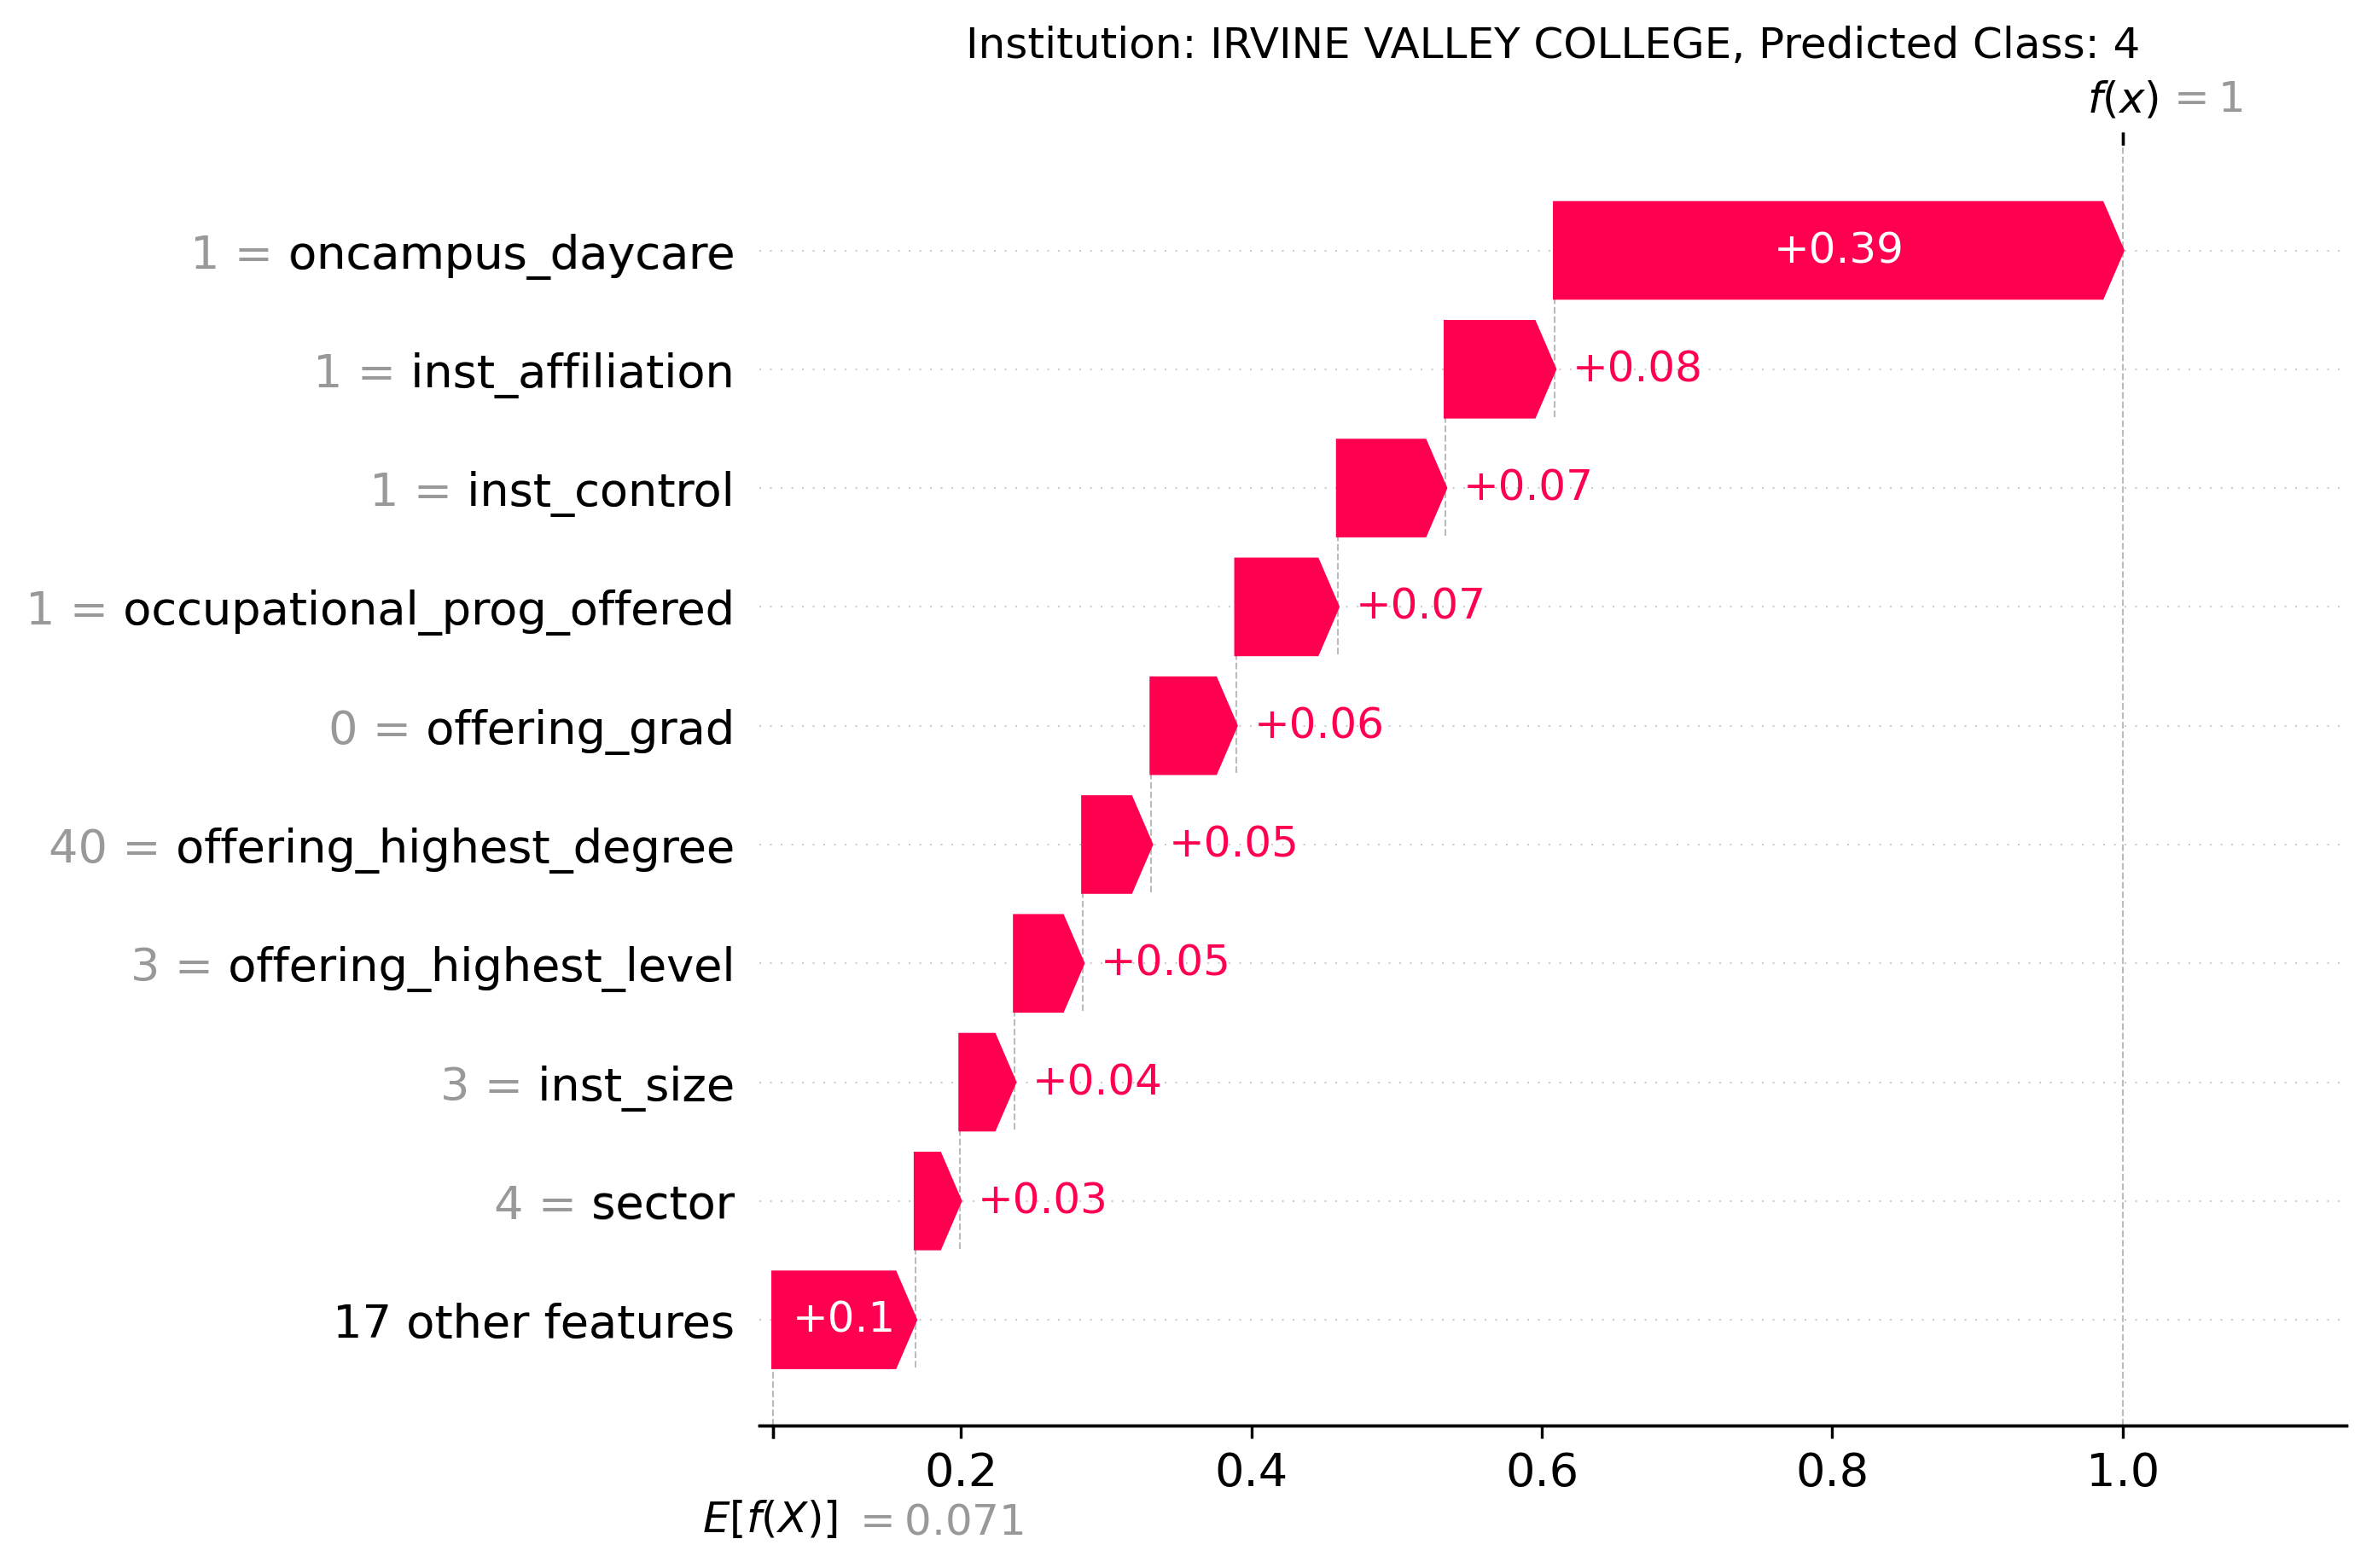 Institution: IRVINE VALLEY COLLEGE, Predicted Class: 4
f(x) = 1
1 = oncampus_daycare +0.39
1 = inst_affiliation +0.08
1 = inst_control +0.07
1 = occupational_prog_offered +0.07
0 = offering_grad +0.06
40 = offering_highest_degree +0.05
3 = offering_highest_level +0.05
3 = inst_size +0.04
4 = sector +0.03
17 other features +0.1
0.2 0.4 0.6 0.8 1.0
E[f(X)] = 0.071